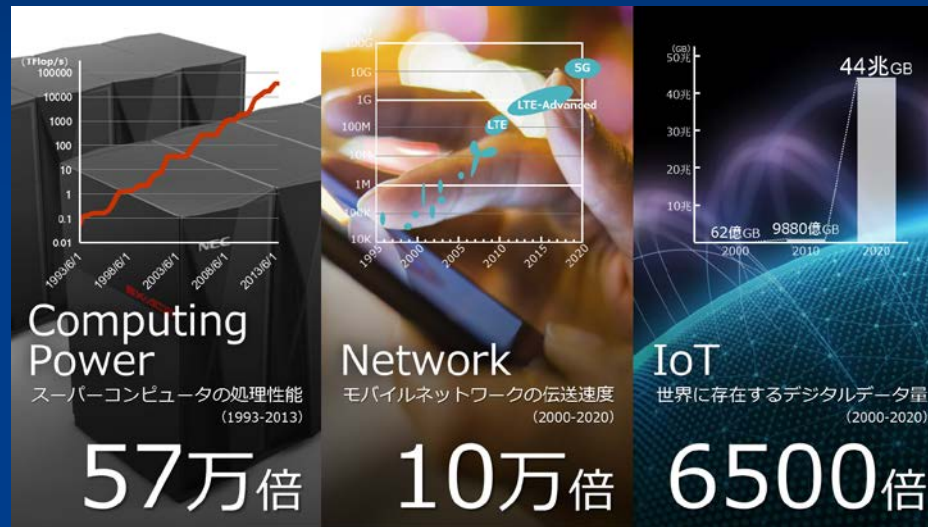 (TFlop/s)
100000
10000
1000
100
10
1
0.1
0.01
1993/6/1
1998/6/1
2003/6/1
2008/6/1
2013/6/1
NEC
Computing
Power
スーパーコンピュータの処理性能
(1993-2013)
57万倍
10G
1G
100M
10M
1M
100K
10K
1995
2000
2005
2010
2015
2020
5G
LTE-Advanced
LTE
Network
モバイルネットワークの伝送速度
(2000-2020)
10万倍
(GB)
50兆
40兆
30兆
20兆
10兆
44兆GB
62億GB
9880億GB
2000
2010
2020
IoT
世界に存在するデジタルデータ量
(2000-2020)
6500倍